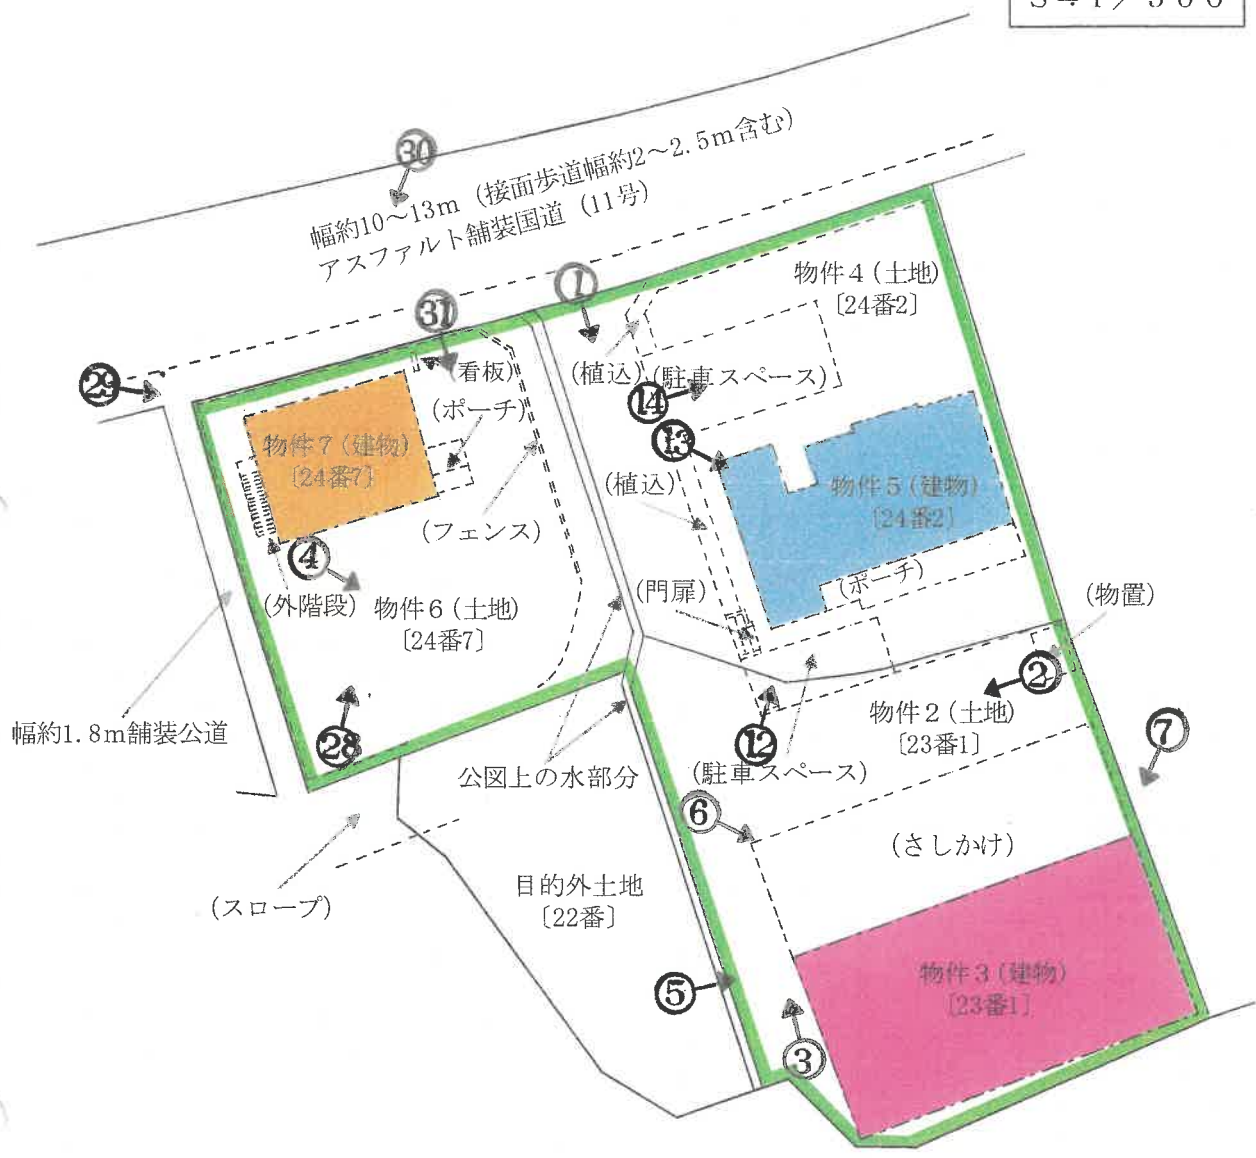 S=1/500
㉚
幅約10～13m（接面歩道幅約2～2.5m含む）
アスファルト舗装国道（11号）
①
㉛
㉙
物件4（土地）
〔24番2〕
（看板）
（植込）
（駐車スペース）
⑭
（ポーチ）
物件7（建物）
〔24番7〕
⑬
（植込）
物件5（建物）
〔24番2〕
（フェンス）
④
（外階段）
物件6（土地）
〔24番7〕
（門扉）
（ポーチ）
（物置）
②
物件2（土地）
〔23番1〕
幅約1.8m舗装公道
㉘
公図上の水部分
⑫
（駐車スペース）
⑦
⑥
（さしかけ）
（スロープ）
目的外土地
〔22番〕
物件3（建物）
〔23番1〕
⑤
③